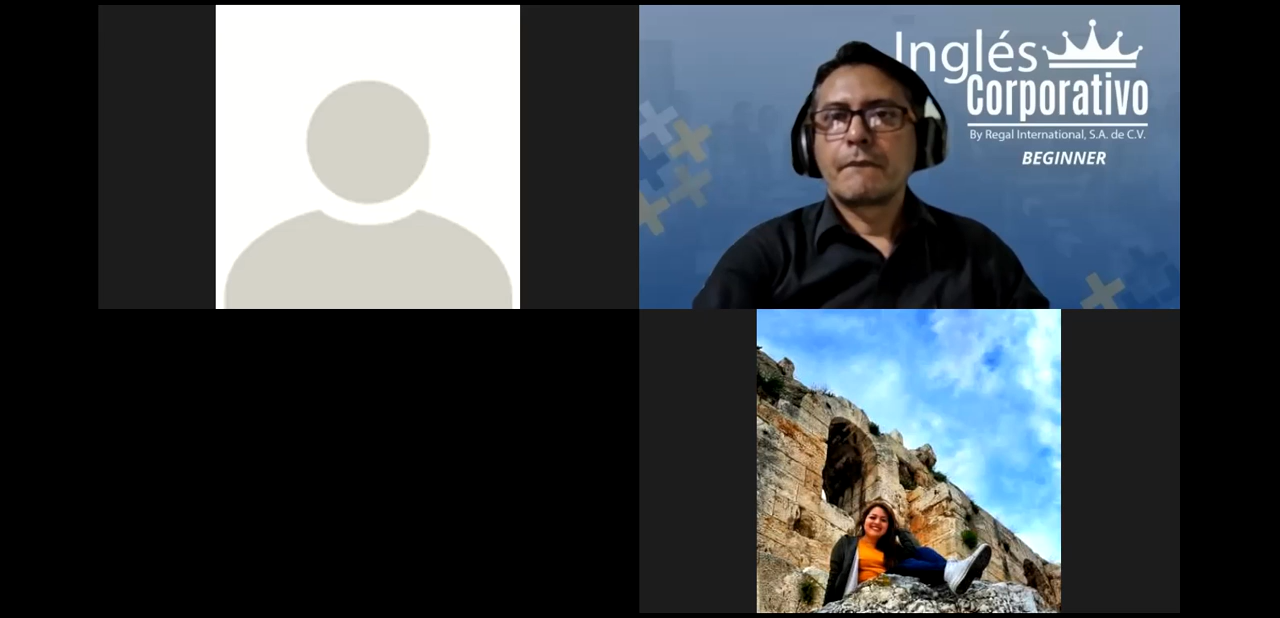 Inglés
Corporativo
By Regal International, S.A. de C.V.
BEGINNER